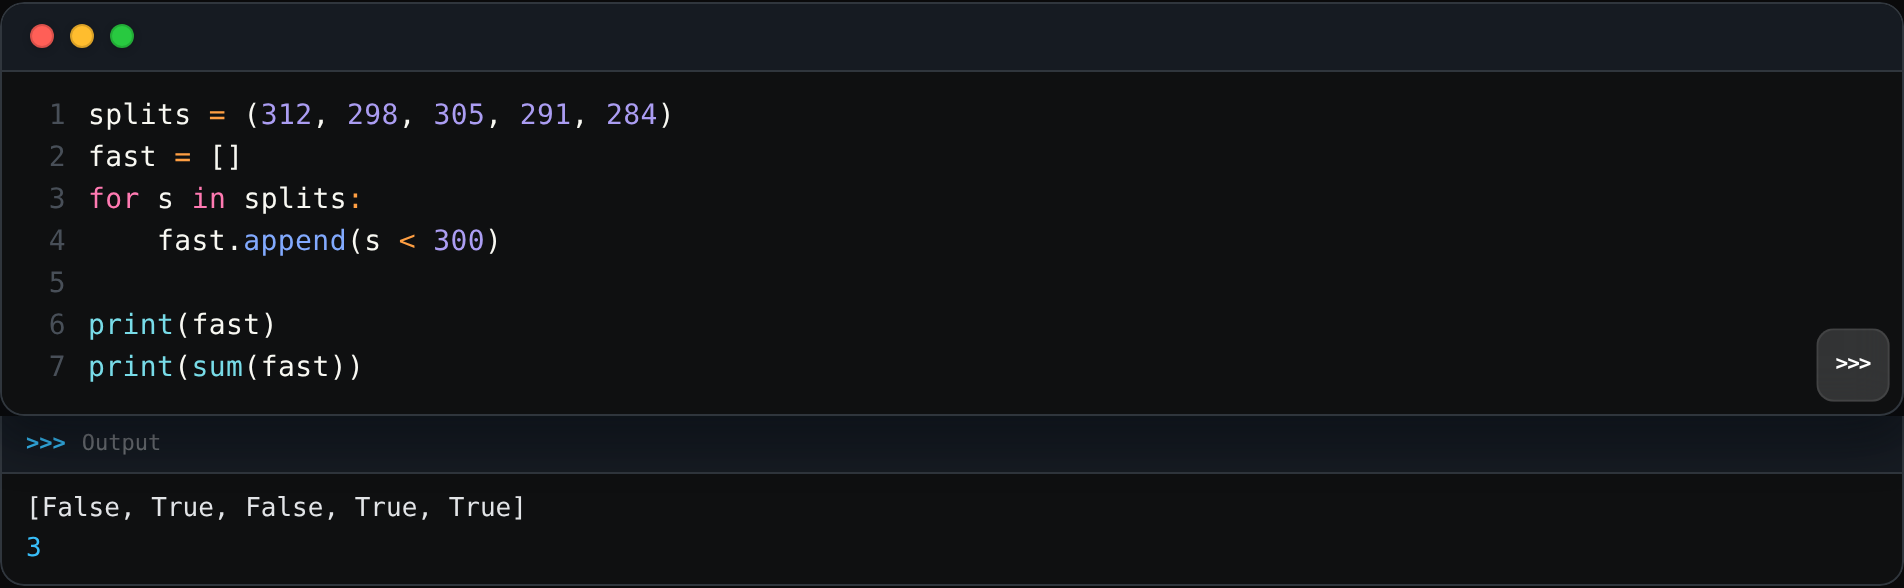 1 splits = (312, 298, 305, 291, 284)
2 fast = []
3 for s in splits:
4     fast.append(s < 300)
5
6 print(fast)
7 print(sum(fast))
>>>
>>> Output
[False, True, False, True, True]
3